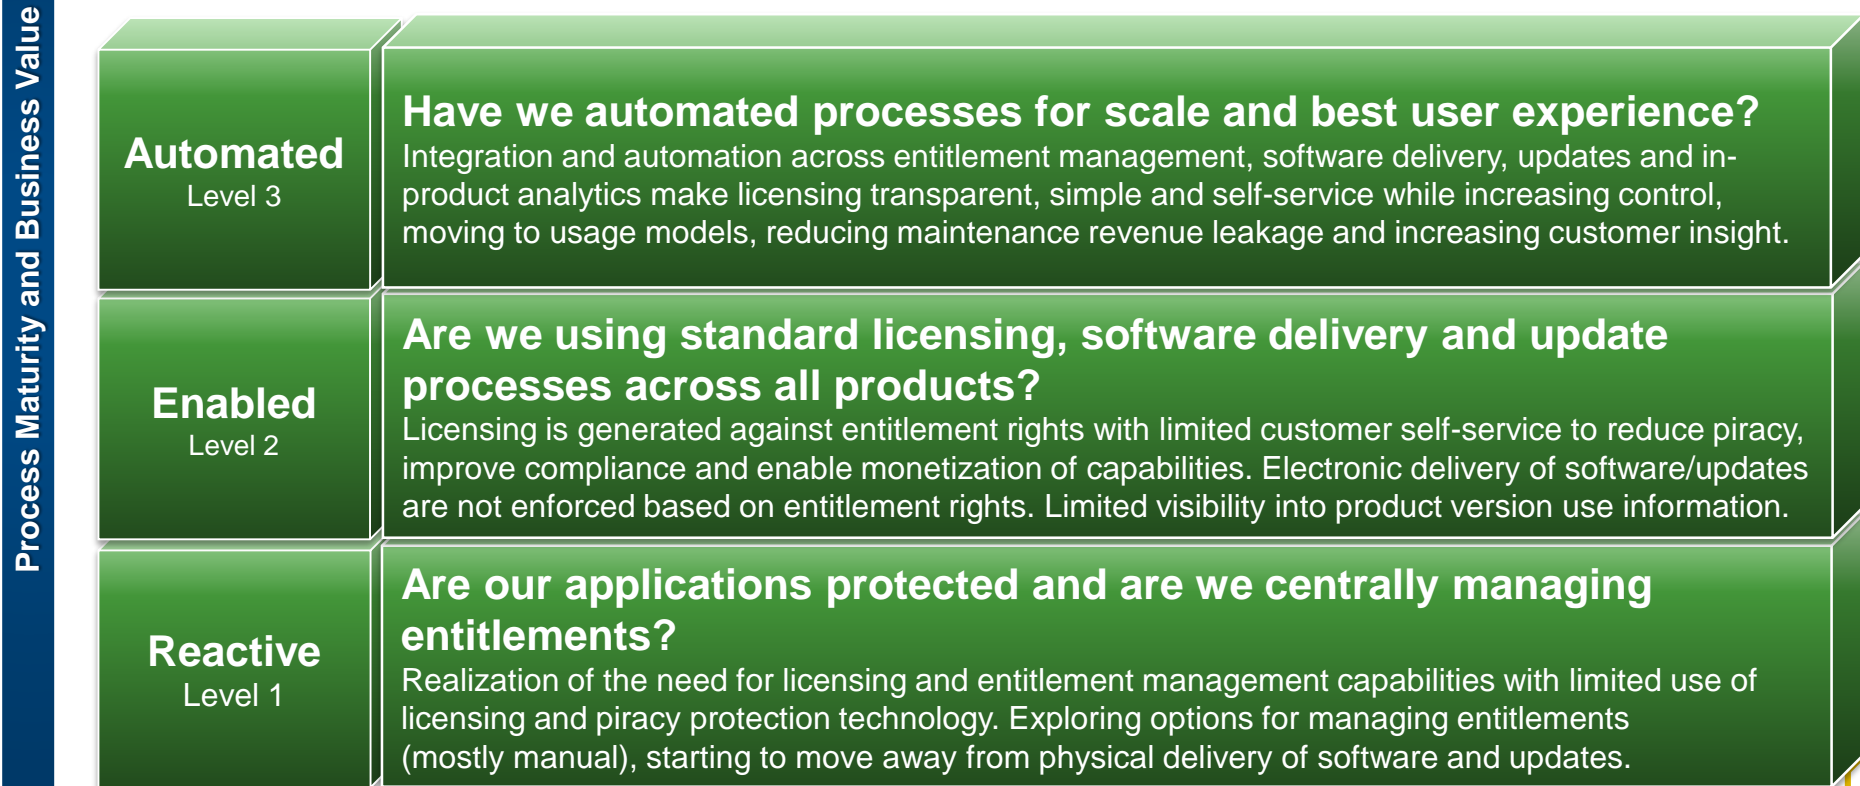 Process Maturity and Business Value
Automated
Level 3
Have we automated processes for scale and best user experience?
Integration and automation across entitlement management, software delivery, updates and in-
product analytics make licensing transparent, simple and self-service while increasing control,
moving to usage models, reducing maintenance revenue leakage and increasing customer insight.
Enabled
Level 2
Are we using standard licensing, software delivery and update
processes across all products?
Licensing is generated against entitlement rights with limited customer self-service to reduce piracy,
improve compliance and enable monetization of capabilities. Electronic delivery of software/updates
are not enforced based on entitlement rights. Limited visibility into product version use information.
Reactive
Level 1
Are our applications protected and are we centrally managing
entitlements?
Realization of the need for licensing and entitlement management capabilities with limited use of
licensing and piracy protection technology. Exploring options for managing entitlements
(mostly manual), starting to move away from physical delivery of software and updates.